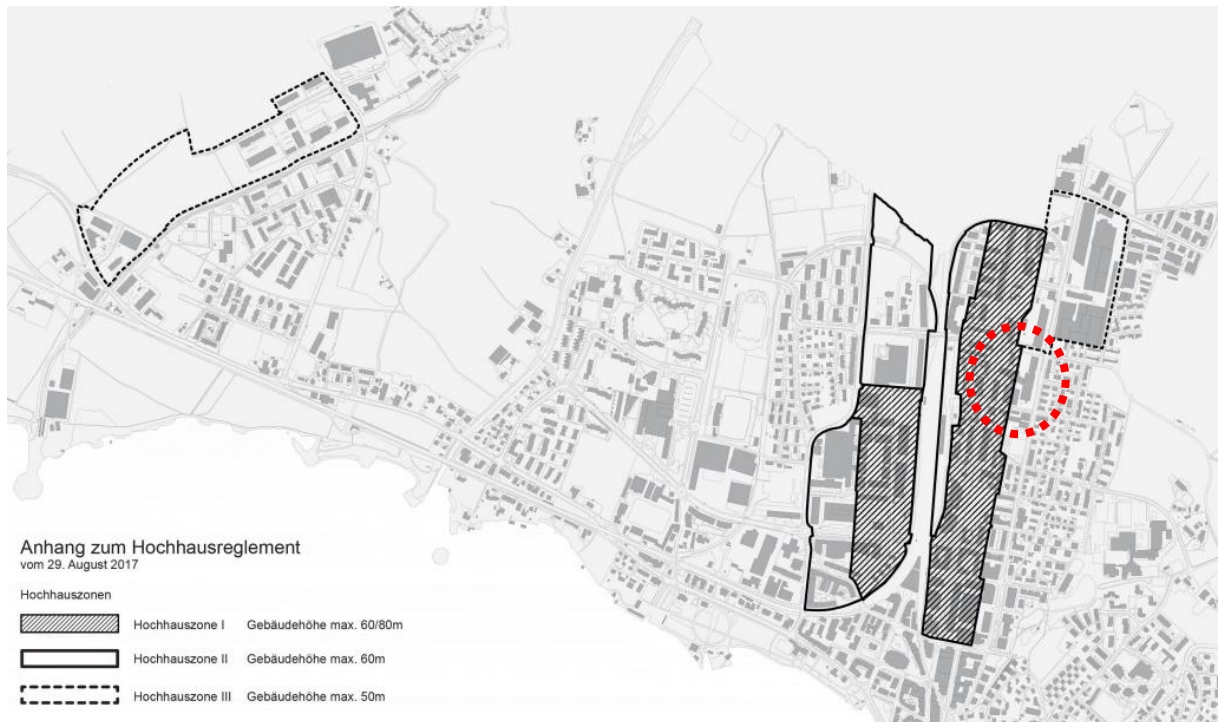 Anhang zum Hochhausreglement
vom 29. August 2017
Hochhauszonen
Hochhauszone I Gebäudehöhe max. 60/80m
Hochhauszone II Gebäudehöhe max. 60m
Hochhauszone III Gebäudehöhe max. 50m